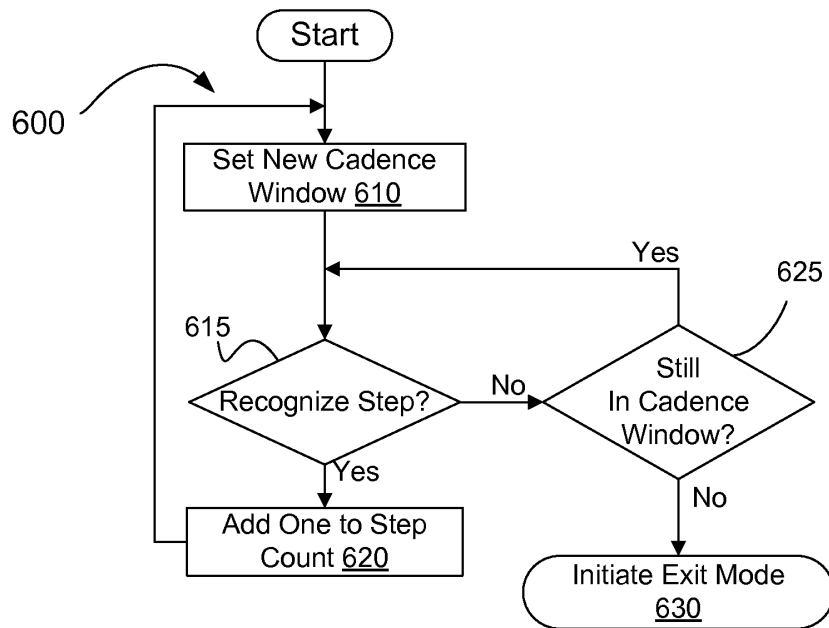 Start
600
Set New Cadence
Window 610
Yes
625
615
Recognize Step?
No
Still
In Cadence
Window?
Yes
No
Add One to Step
Count 620
Initiate Exit Mode
630